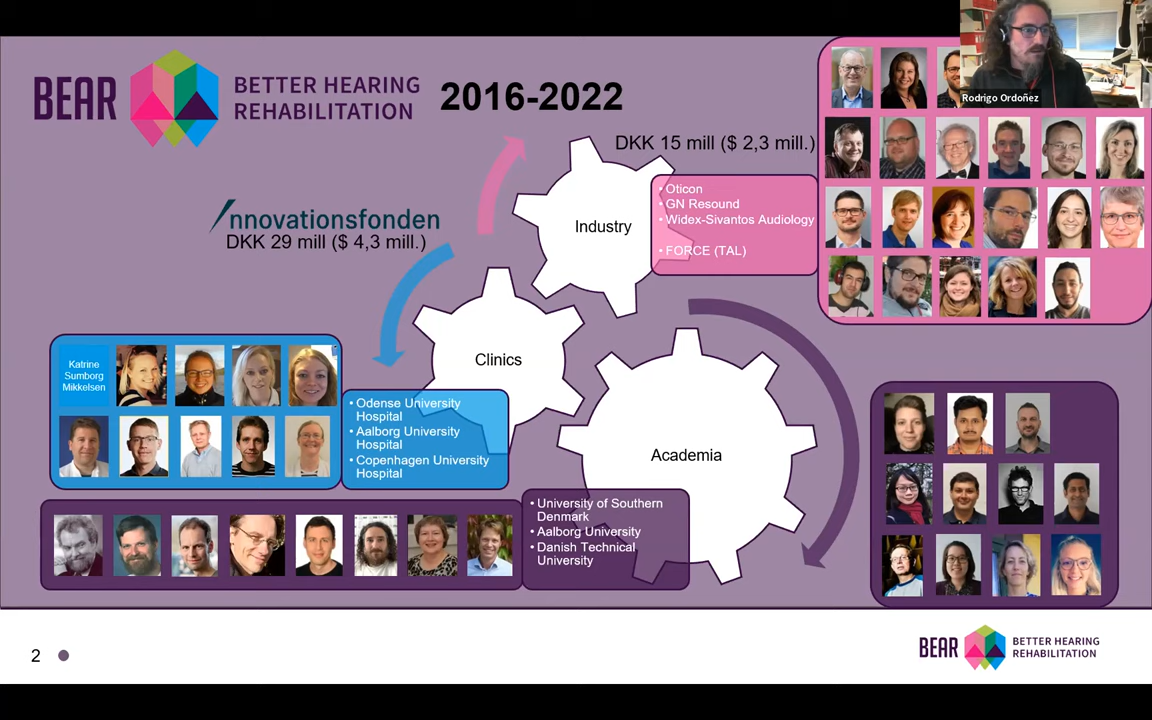 BEAR
BETTER HEARING
REHABILITATION
2016-2022
Rodrigo Ordoñez
DKK 15 mill ($ 2,3 mill.)
Innovationsfonden
DKK 29 mill ($ 4,3 mill.)
Industry
• Oticon
• GN Resound
• Widex-Sivantos Audiology
• FORCE (TAL)
Clinics
Katrine
Sumborg
Mikkelsen
• Odense University
Hospital
• Aalborg University
Hospital
• Copenhagen University
Hospital
Academia
• University of Southern
Denmark
• Aalborg University
• Danish Technical
University
2
BEAR
BETTER HEARING
REHABILITATION